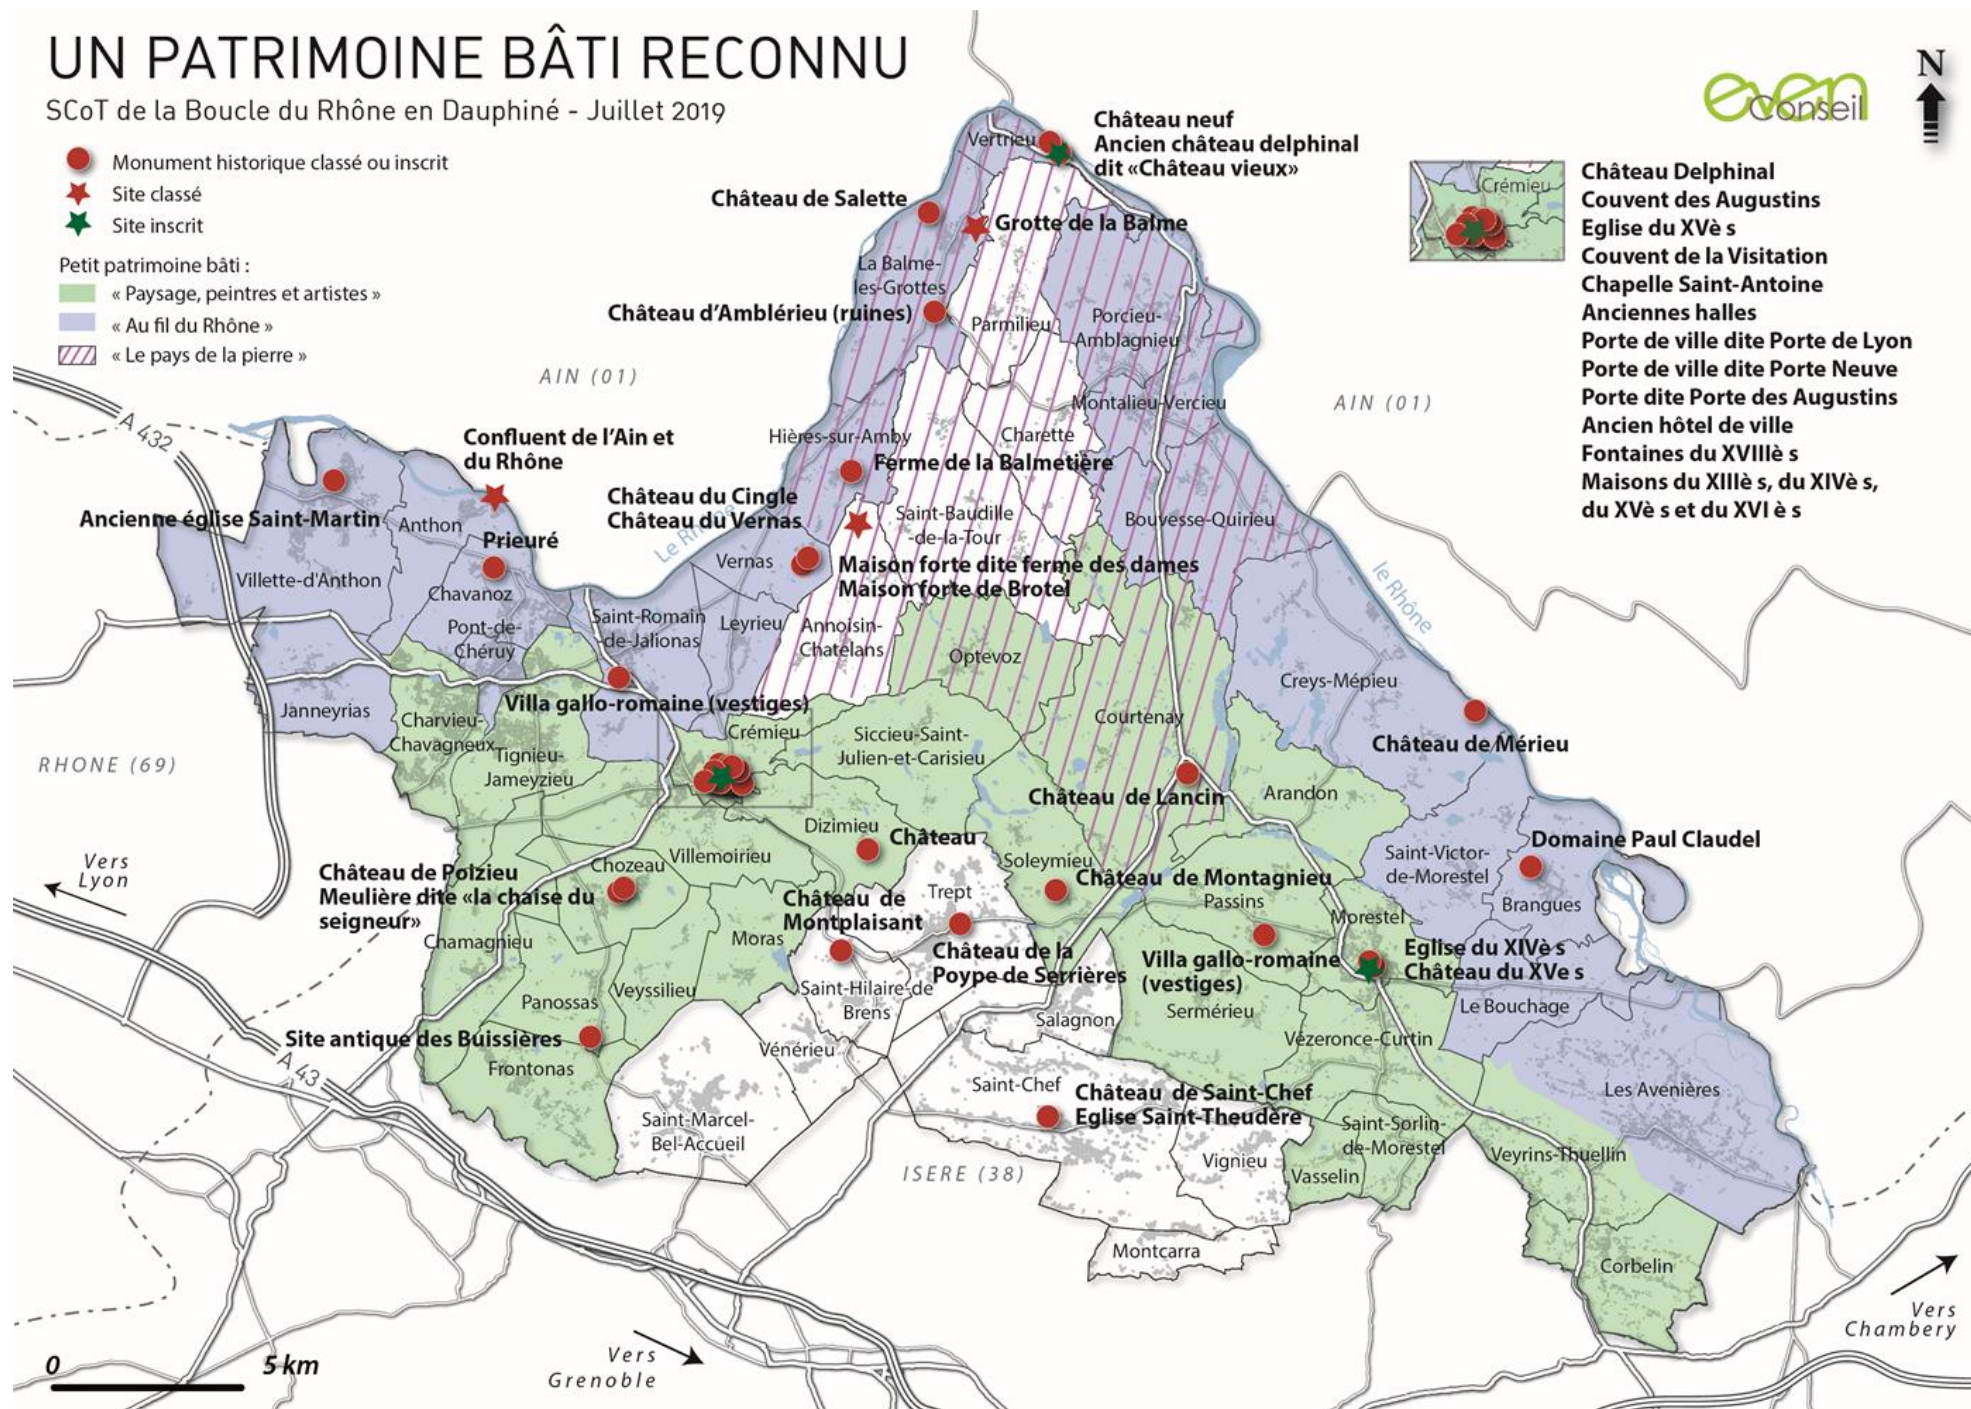 UN PATRIMOINE BÂTI RECONNU
SCoT de la Boucle du Rhône en Dauphiné - Juillet 2019
Monument historique classé ou inscrit
Site classé
Site inscrit
Petit patrimoine bâti :
« Paysage, peintres et artistes »
« Au fil du Rhône »
« Le pays de la pierre »
even
Conseil
N
Château neuf
Ancien château delphinal
dit «Château vieux»
Vertrieu
Château de Salette
Grotte de la Balme
La Balme-
les-Grottes
Château d'Amblérieu (ruines)
Parmilieu
Porcieu-
Amblagnieu
Crémieu
Château Delphinal
Couvent des Augustins
Eglise du XVè s
Couvent de la Visitation
Chapelle Saint-Antoine
Anciennes halles
Porte de ville dite Porte de Lyon
Porte de ville dite Porte Neuve
Porte dite Porte des Augustins
Ancien hôtel de ville
Fontaines du XVIIIè s
Maisons du XIIIè s, du XIVè s,
du XVè s et du XVI è s
AIN (01)
AIN (01)
A 432
Montalieu-Vercieu
Hières-sur-Amby
Charette
Confluent de l'Ain et
du Rhône
Ferme de la Balmetière
Château du Cingle
Château du Vernas
Ancienne église Saint-Martin
Anthon
Saint-Baudille
-de-la-Tour
Bouvesse-Quirieu
Le Rhône
Prieuré
Vernas
Maison forte dite ferme des dames
Maison forte de Brotel
Villette-d'Anthon
Chavanoz
le Rhône
Pont-de-
Chéruy
Saint-Romain
-de-Jalionas
Leyrieu
Annoisin-
Chatelans
Optevoz
Creys-Mépieu
Janneyrias
Villa gallo-romaine (vestiges)
Charvieu-
Chavagneux
Tignieu-
Jameyzieu
Crémieu
Siccieu-Saint-
Julien-et-Carisieu
Courtenay
Château de Mérieu
RHONE (69)
Château de Lancin
Arandon
Dizimieu
Château
Domaine Paul Claudel
Vers
Lyon
Chozeau
Villemoirieu
Soleymieu
Saint-Victor-
de-Morestel
Château de Polzieu
Meulière dite «la chaise du
seigneur»
Château de Montagnieu
Trept
Passins
Brangues
Château de
Montplaisant
Morestel
Chamagnieu
Moras
Château de la
Poype de Serrières
Villa gallo-romaine
(vestiges)
Eglise du XIVè s
Château du XVe s
Panossas
Veyssilieu
Saint-Hilaire-de
Brens
Salagnon
Sermérieu
Le Bouchage
Site antique des Buissières
Vénérieu
Vézeronce-Curtin
A 43
Frontonas
Saint-Chef
Château de Saint-Chef
Eglise Saint-Theudère
Les Avenières
Saint-Marcel-
Bel-Accueil
Saint-Sorlin-
de-Morestel
Veyrins-Thuellin
ISERE (38)
Vignieu
Vasselin
Montcarra
Corbelin
Vers
Chambery
Vers
Grenoble
0
5 km